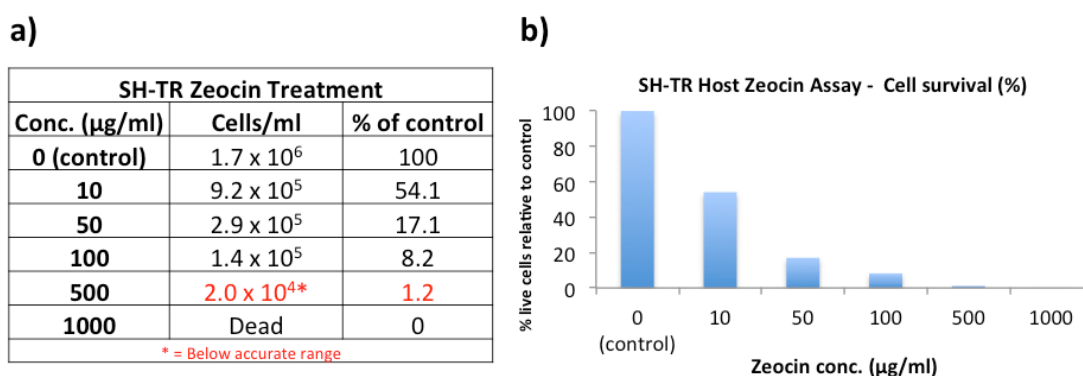 a)
SH-TR Zeocin Treatment
Conc. (μg/ml) Cells/ml % of control
0 (control) 1.7 x 10⁶ 100
10 9.2 x 10⁵ 54.1
50 2.9 x 10⁵ 17.1
100 1.4 x 10⁵ 8.2
500 2.0 x 10⁴* 1.2
1000 Dead 0
* = Below accurate range
b)
SH-TR Host Zeocin Assay - Cell survival (%)
% live cells relative to control
100
80
60
40
20
0
0 10 50 100 500 1000
(control)
Zeocin conc. (μg/ml)